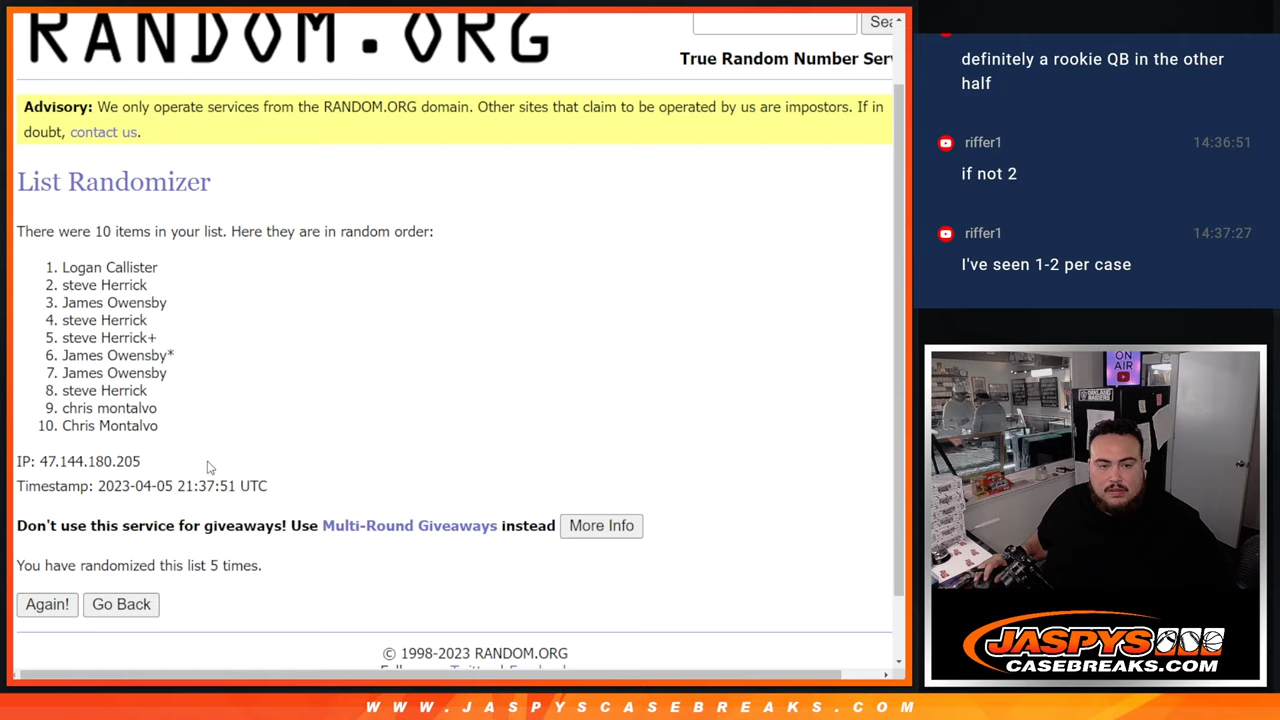 RANDOM.ORG
Sea
True Random Number Serv
Advisory: We only operate services from the RANDOM.ORG domain. Other sites that claim to be operated by us are impostors. If in
doubt, contact us.
List Randomizer
There were 10 items in your list. Here they are in random order:
1. Logan Callister
2. steve Herrick
3. James Owensby
4. steve Herrick
5. steve Herrick+
6. James Owensby*
7. James Owensby
8. steve Herrick
9. chris montalvo
10. Chris Montalvo
IP: 47.144.180.205
Timestamp: 2023-04-05 21:37:51 UTC
Don't use this service for giveaways! Use Multi-Round Giveaways instead More Info
You have randomized this list 5 times.
Again! Go Back
© 1998-2023 RANDOM.ORG
definitely a rookie QB in the other
half
riffer1 14:36:51
if not 2
riffer1 14:37:27
I've seen 1-2 per case
ON
AIR
JASPYS
CASEBREAKS.COM
WWW.JASPYSCASEBREAKS.COM